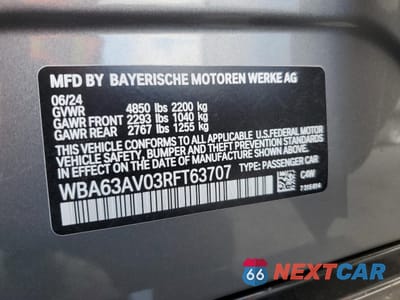 MFD BY BAYERISCHE MOTOREN WERKE AG
06/24
GVWR 4850 lbs 2200 kg
GAWR FRONT 2293 lbs 1040 kg
GAWR REAR 2767 lbs 1255 kg
THIS VEHICLE CONFORMS TO ALL APPLICABLE
U.S. FEDERAL MOTOR
VEHICLE SAFETY, BUMPER, AND THEFT PREVENTION STANDARDS
IN EFFECT ON THE DATE OF MANUFACTURE SHOWN ABOVE.
WBA63AV03RFT63707 TYPE: PASSENGER CAR
C4W
66 NEXTCAR